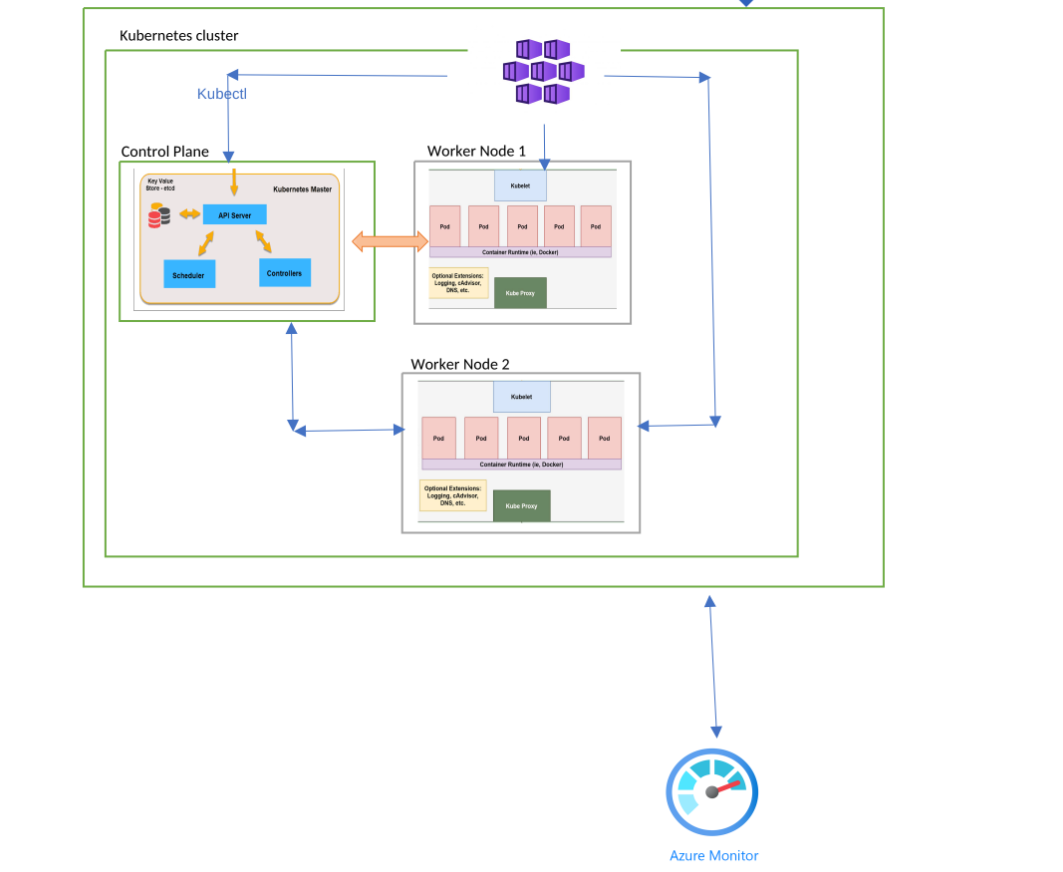 Kubernetes cluster
Kubectl
Control Plane
Key Value
Store - etcd
Kubernetes Master
API Server
Scheduler
Controllers
Worker Node 1
Kubelet
Pod
Pod
Pod
Pod
Pod
Container Runtime (ie, Docker)
Optional Extensions:
Logging, cAdvisor,
DNS, etc.
Kube Proxy
Worker Node 2
Kubelet
Pod
Pod
Pod
Pod
Pod
Container Runtime (ie, Docker)
Optional Extensions:
Logging, cAdvisor,
DNS, etc.
Kube Proxy
Azure Monitor